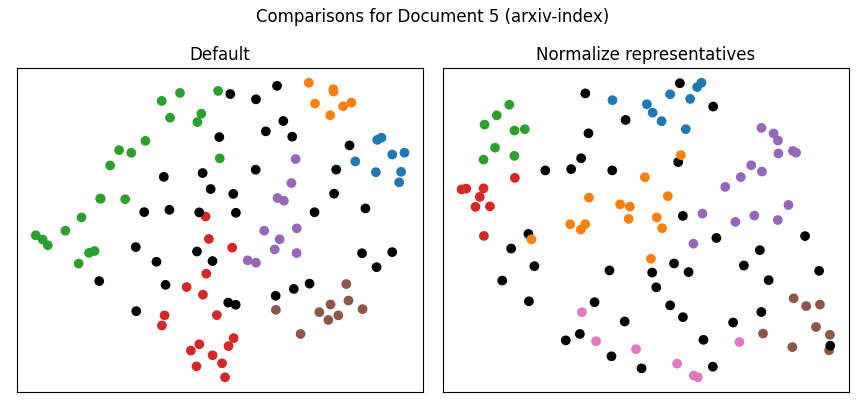 Comparisons for Document 5 (arxiv-index)
Default
Normalize representatives